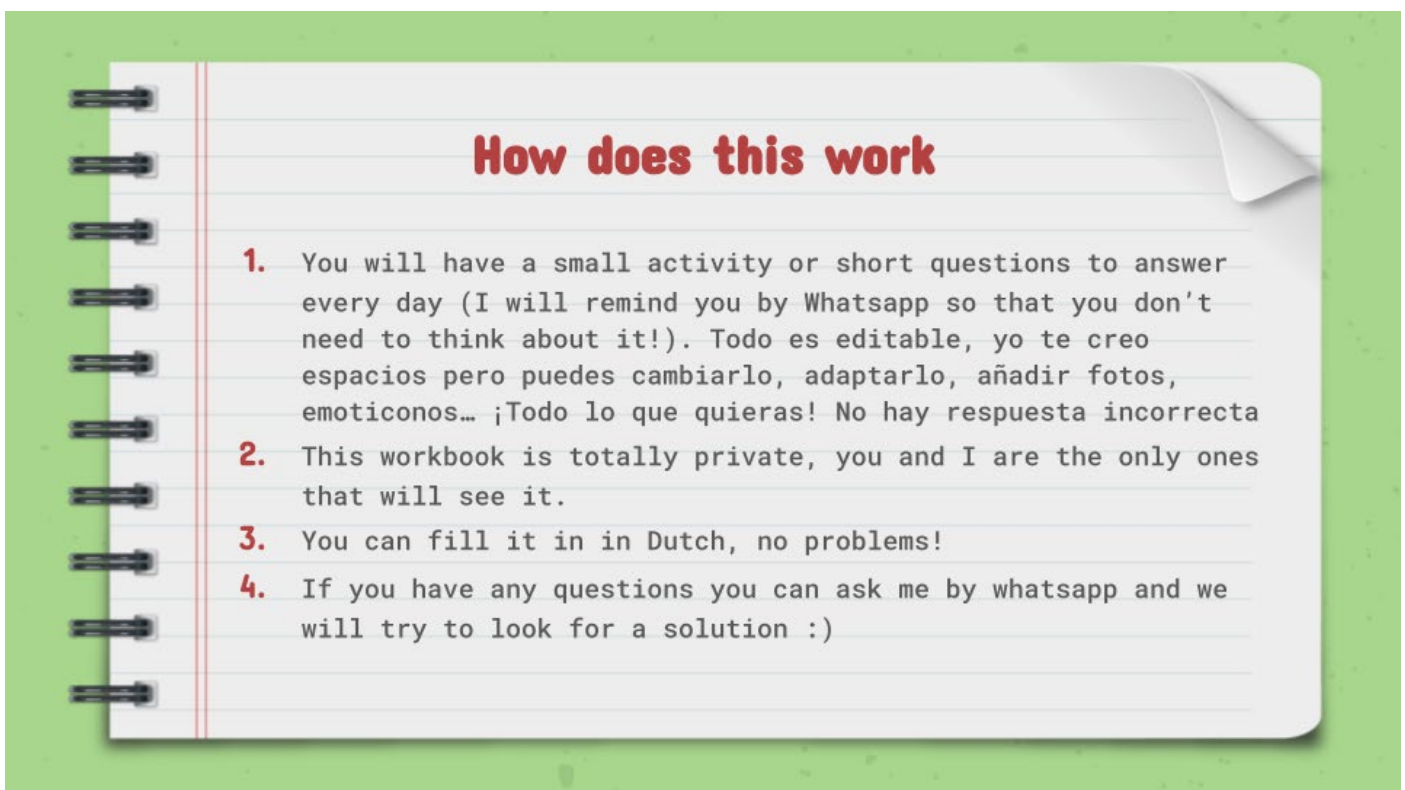 How does this work
1. You will have a small activity or short questions to answer
every day (I will remind you by Whatsapp so that you don't
need to think about it!). Todo es editable, yo te creo
espacios pero puedes cambiarlo, adaptarlo, añadir fotos,
emoticonos… ¡Todo lo que quieras! No hay respuesta incorrecta
2. This workbook is totally private, you and I are the only ones
that will see it.
3. You can fill it in in Dutch, no problems!
4. If you have any questions you can ask me by whatsapp and we
will try to look for a solution :)